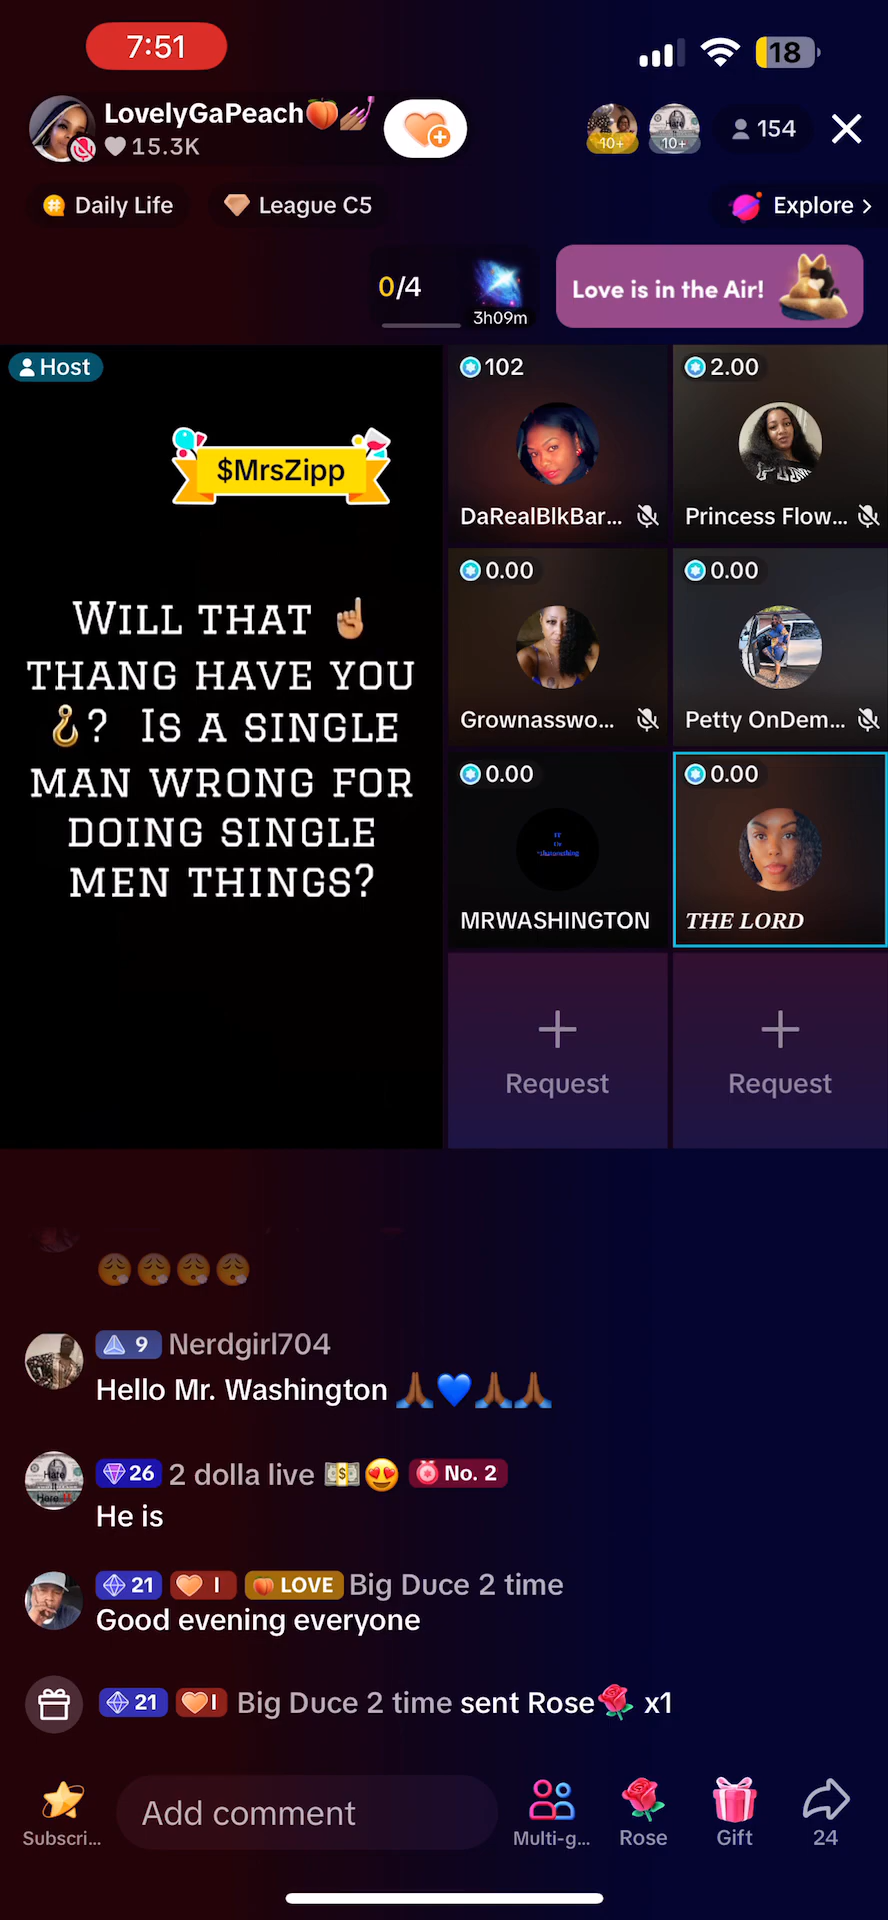 7:51
18
LovelyGaPeach🍑💅🏽
15.3K
10+
10+
154
Daily Life
League C5
Explore >
0/4
3h09m
Love is in the Air!
Host
$MrsZipp
Will that ☝🏽
thang have you
🪝? Is a single
man wrong for
doing single
men things?
102
DaRealBlkBar...
2.00
Princess Flow...
0.00
Grownasswo...
0.00
Petty OnDem...
0.00
MRWASHINGTON
0.00
THE LORD
Request
Request
😮‍💨😮‍💨😮‍💨😮‍💨
9 Nerdgirl704
Hello Mr. Washington 🙏🏾💙🙏🏾🙏🏾
26 2 dolla live 💵😍 No. 2
He is
21 I LOVE Big Duce 2 time
Good evening everyone
21 I Big Duce 2 time sent Rose🌹 x1
Subscri...
Add comment
Multi-g...
Rose
Gift
24